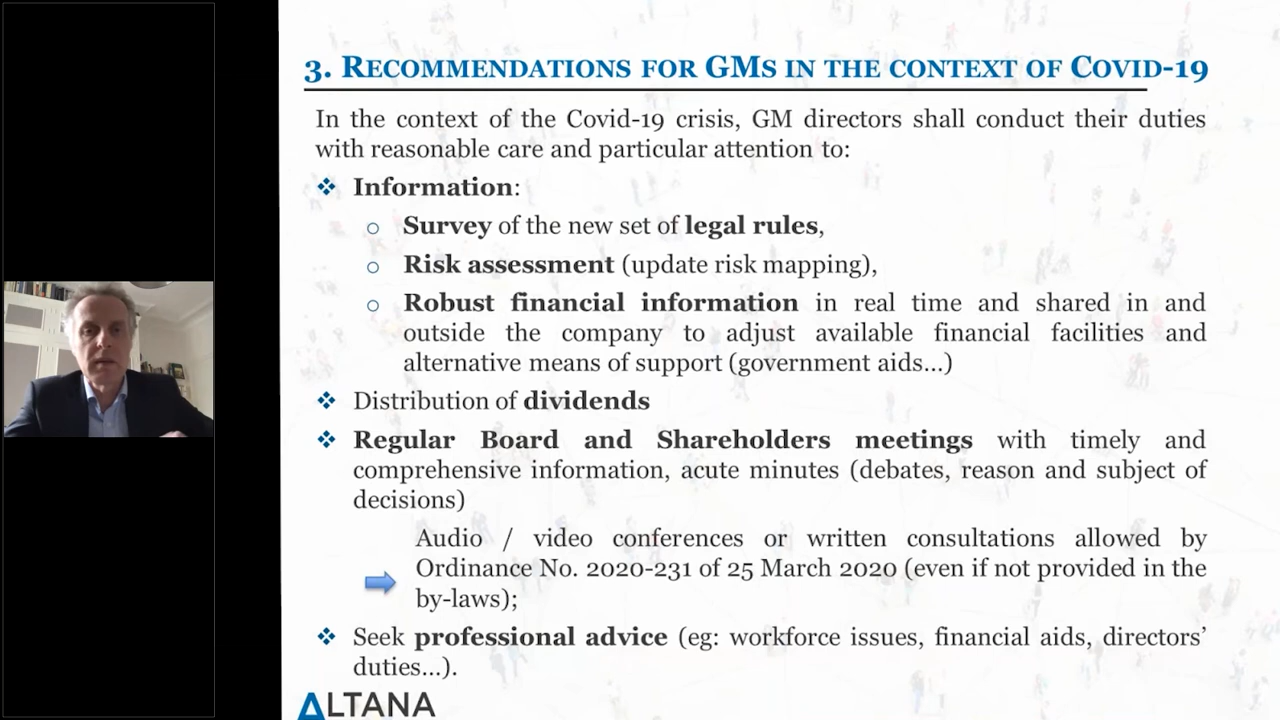 3. RECOMMENDATIONS FOR GMS IN THE CONTEXT OF COVID-19
In the context of the Covid-19 crisis, GM directors shall conduct their duties
with reasonable care and particular attention to:
❖ Information:
o Survey of the new set of legal rules,
o Risk assessment (update risk mapping),
o Robust financial information in real time and shared in and
outside the company to adjust available financial facilities and
alternative means of support (government aids...)
❖ Distribution of dividends
❖ Regular Board and Shareholders meetings with timely and
comprehensive information, acute minutes (debates, reason and subject of
decisions)
Audio / video conferences or written consultations allowed by
Ordinance No. 2020-231 of 25 March 2020 (even if not provided in the
by-laws);
❖ Seek professional advice (eg: workforce issues, financial aids, directors'
duties...).
ALTANA